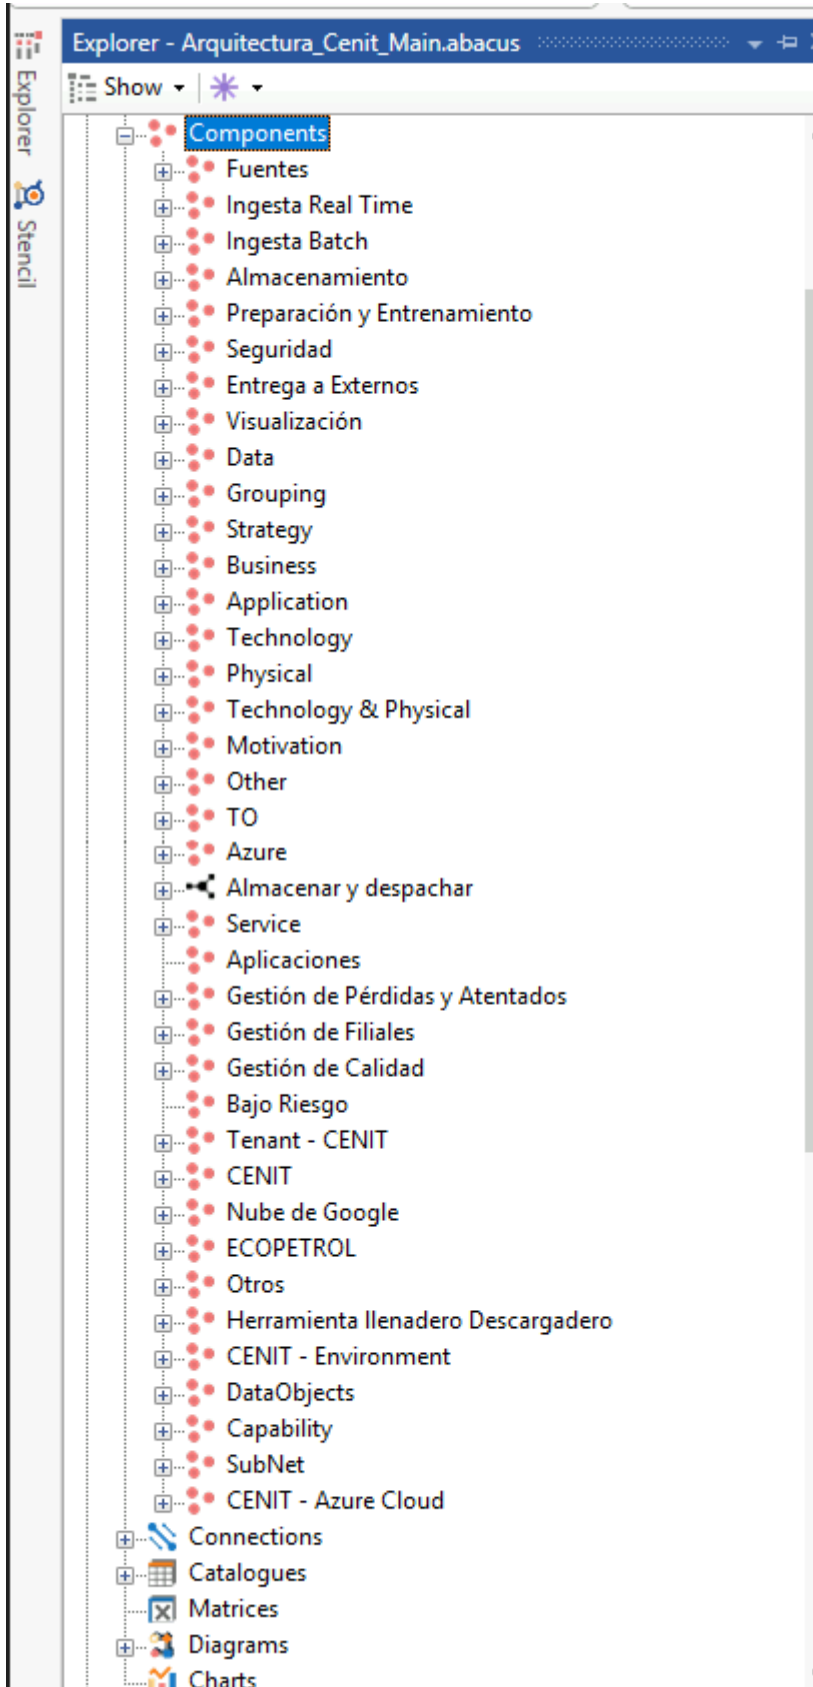 Explorer - Arquitectura_Cenit_Main.abacus
Show
Explorer
Stencil
Components
Fuentes
Ingesta Real Time
Ingesta Batch
Almacenamiento
Preparación y Entrenamiento
Seguridad
Entrega a Externos
Visualización
Data
Grouping
Strategy
Business
Application
Technology
Physical
Technology & Physical
Motivation
Other
TO
Azure
Almacenar y despachar
Service
Aplicaciones
Gestión de Pérdidas y Atentados
Gestión de Filiales
Gestión de Calidad
Bajo Riesgo
Tenant - CENIT
CENIT
Nube de Google
ECOPETROL
Otros
Herramienta llenadero Descargadero
CENIT - Environment
DataObjects
Capability
SubNet
CENIT - Azure Cloud
Connections
Catalogues
Matrices
Diagrams
Charts